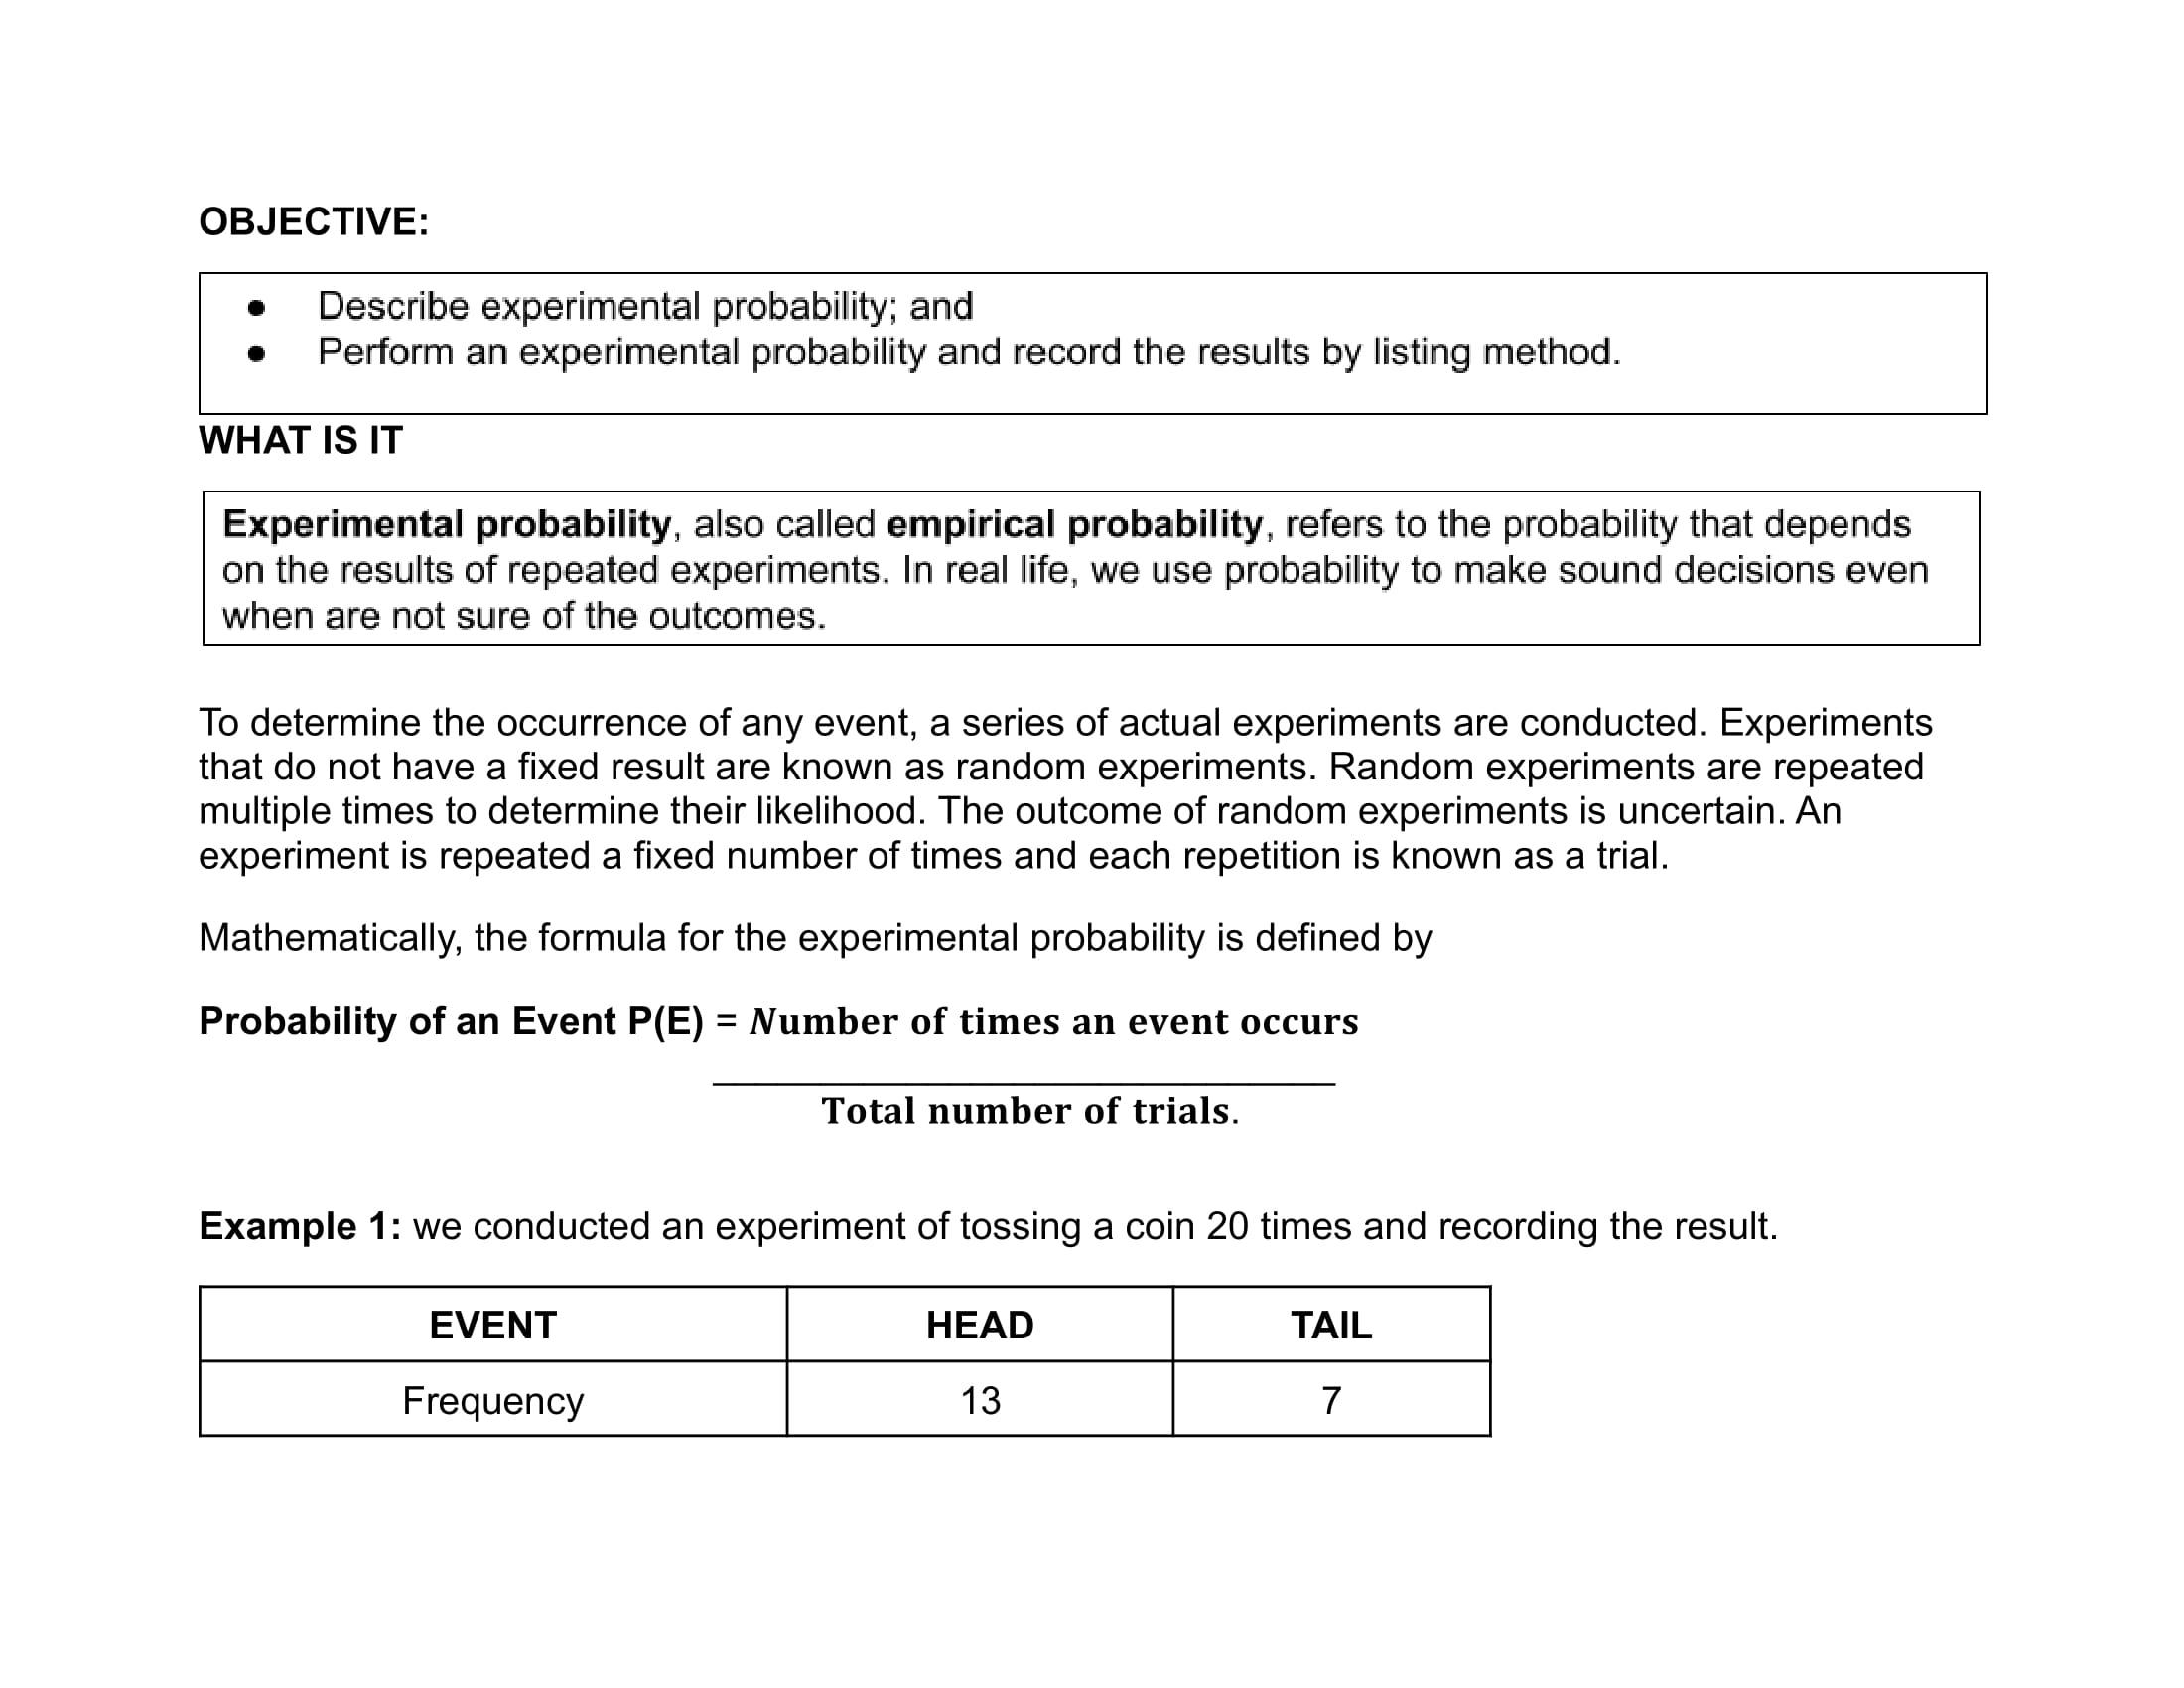 OBJECTIVE:
● Describe experimental probability; and
● Perform an experimental probability and record the results by listing method.
WHAT IS IT
Experimental probability, also called empirical probability, refers to the probability that depends
on the results of repeated experiments. In real life, we use probability to make sound decisions even
when are not sure of the outcomes.
To determine the occurrence of any event, a series of actual experiments are conducted. Experiments
that do not have a fixed result are known as random experiments. Random experiments are repeated
multiple times to determine their likelihood. The outcome of random experiments is uncertain. An
experiment is repeated a fixed number of times and each repetition is known as a trial.
Mathematically, the formula for the experimental probability is defined by
Probability of an Event P(E) = Number of times an event occurs
Total number of trials.
Example 1: we conducted an experiment of tossing a coin 20 times and recording the result.
EVENT HEAD TAIL
Frequency 13 7